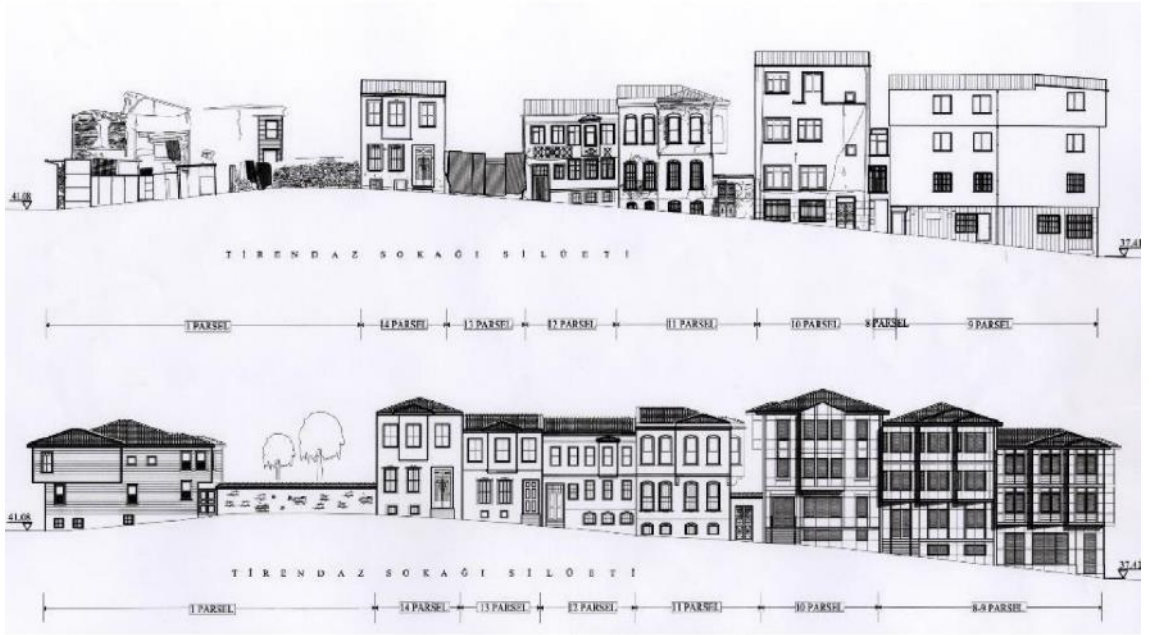 41.08
37.41
TİRENDAZ SOKAĞI SİLÜETİ
1 PARSEL 14 PARSEL 13 PARSEL 12 PARSEL 11 PARSEL 10 PARSEL 8 PARSEL 9 PARSEL
41.08
37.42
TİRENDAZ SOKAĞI SİLÜETİ
1 PARSEL 14 PARSEL 13 PARSEL 12 PARSEL 11 PARSEL 10 PARSEL 8-9 PARSEL